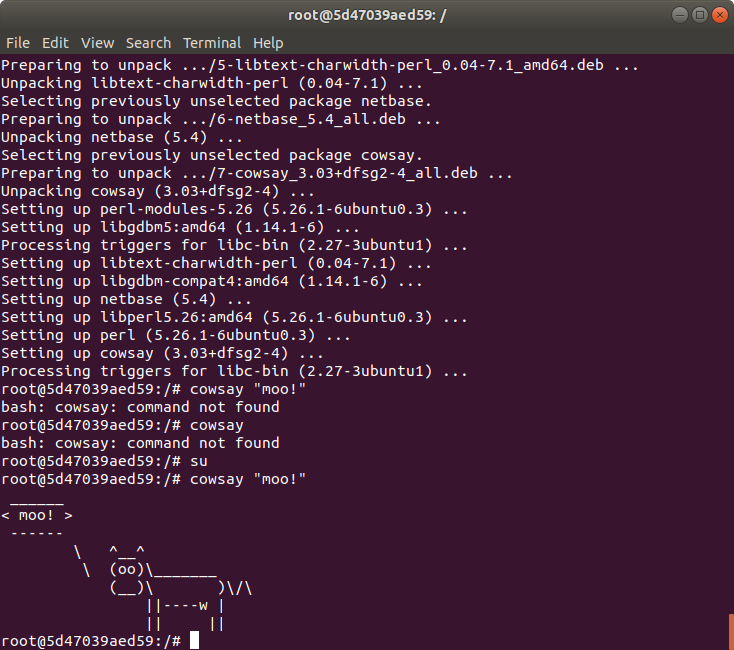 root@5d47039aed59: /
File Edit View Search Terminal Help
Preparing to unpack .../5-libtext-charwidth-perl_0.04-7.1_amd64.deb ...
Unpacking libtext-charwidth-perl (0.04-7.1) ...
Selecting previously unselected package netbase.
Preparing to unpack .../6-netbase_5.4_all.deb ...
Unpacking netbase (5.4) ...
Selecting previously unselected package cowsay.
Preparing to unpack .../7-cowsay_3.03+dfsg2-4_all.deb ...
Unpacking cowsay (3.03+dfsg2-4) ...
Setting up perl-modules-5.26 (5.26.1-6ubuntu0.3) ...
Setting up libgdbm5:amd64 (1.14.1-6) ...
Processing triggers for libc-bin (2.27-3ubuntu1) ...
Setting up libtext-charwidth-perl (0.04-7.1) ...
Setting up libgdbm-compat4:amd64 (1.14.1-6) ...
Setting up netbase (5.4) ...
Setting up libperl5.26:amd64 (5.26.1-6ubuntu0.3) ...
Setting up perl (5.26.1-6ubuntu0.3) ...
Setting up cowsay (3.03+dfsg2-4) ...
Processing triggers for libc-bin (2.27-3ubuntu1) ...
root@5d47039aed59:/# cowsay "moo!"
bash: cowsay: command not found
root@5d47039aed59:/# cowsay
bash: cowsay: command not found
root@5d47039aed59:/# su
root@5d47039aed59:/# cowsay "moo!"
 ______
< moo! >
 ------
        \   ^__^
         \  (oo)\_______
            (__)\       )\/\
                ||----w |
                ||     ||
root@5d47039aed59:/#